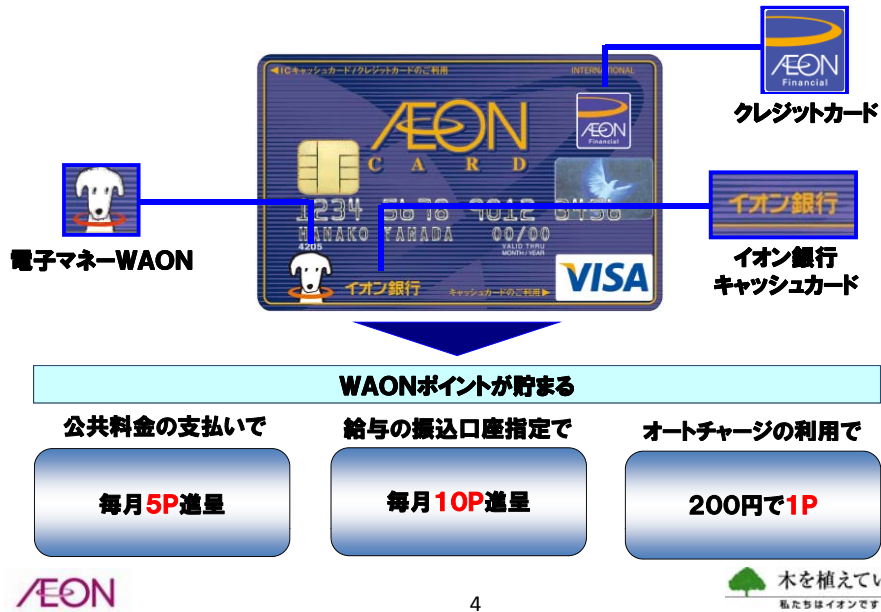 ÆON
Financial
クレジットカード
◀ICキャッシュカード/クレジットカードのご利用
INTERNATIONAL
ÆON
CARD
ÆON
Financial
1234 5678 9012 3456
HANAKO YAMADA 00/00
4205
VALID THRU
MONTH/YEAR
イオン銀行
キャッシュカードのご利用▶
VISA
電子マネーWAON
イオン銀行
イオン銀行
キャッシュカード
WAONポイントが貯まる
公共料金の支払いで
毎月5P進呈
給与の振込口座指定で
毎月10P進呈
オートチャージの利用で
200円で1P
ÆON
4
木を植えてい
私たちはイオンです